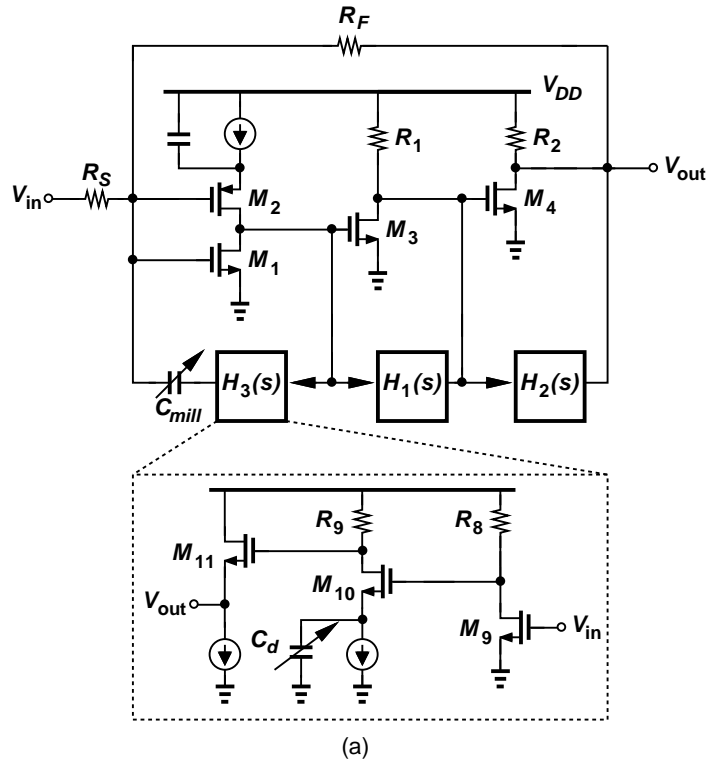 R_F
V_DD
R_1
R_2
R_S
V_in
V_out
M_2
M_3
M_4
M_1
C_mill
H_3(s)
H_1(s)
H_2(s)
R_9
R_8
M_11
M_10
V_out
M_9
V_in
C_d
(a)